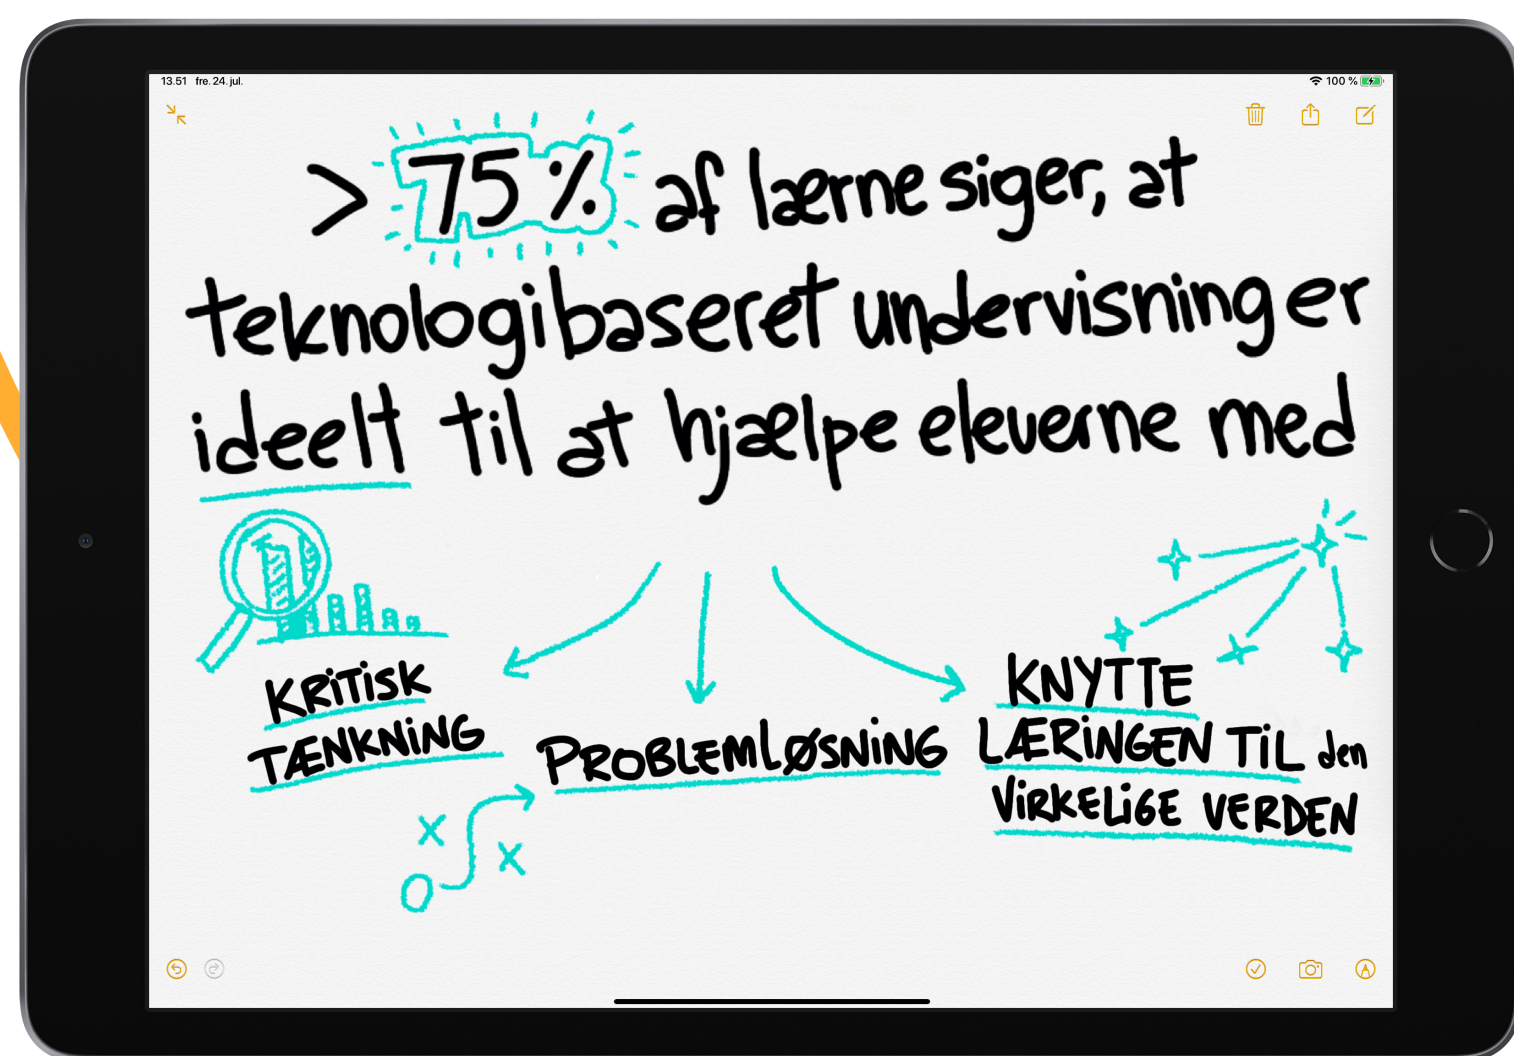 13.51 fre. 24. jul.
100 %
> 75 % af lærne siger, at
teknologibaseret undervisning er
ideelt til at hjælpe eleverne med
KRITISK
TÆNKNING
PROBLEMLØSNING
KNYTTE
LÆRINGEN TIL den
VIRKELIGE VERDEN
X
X
O